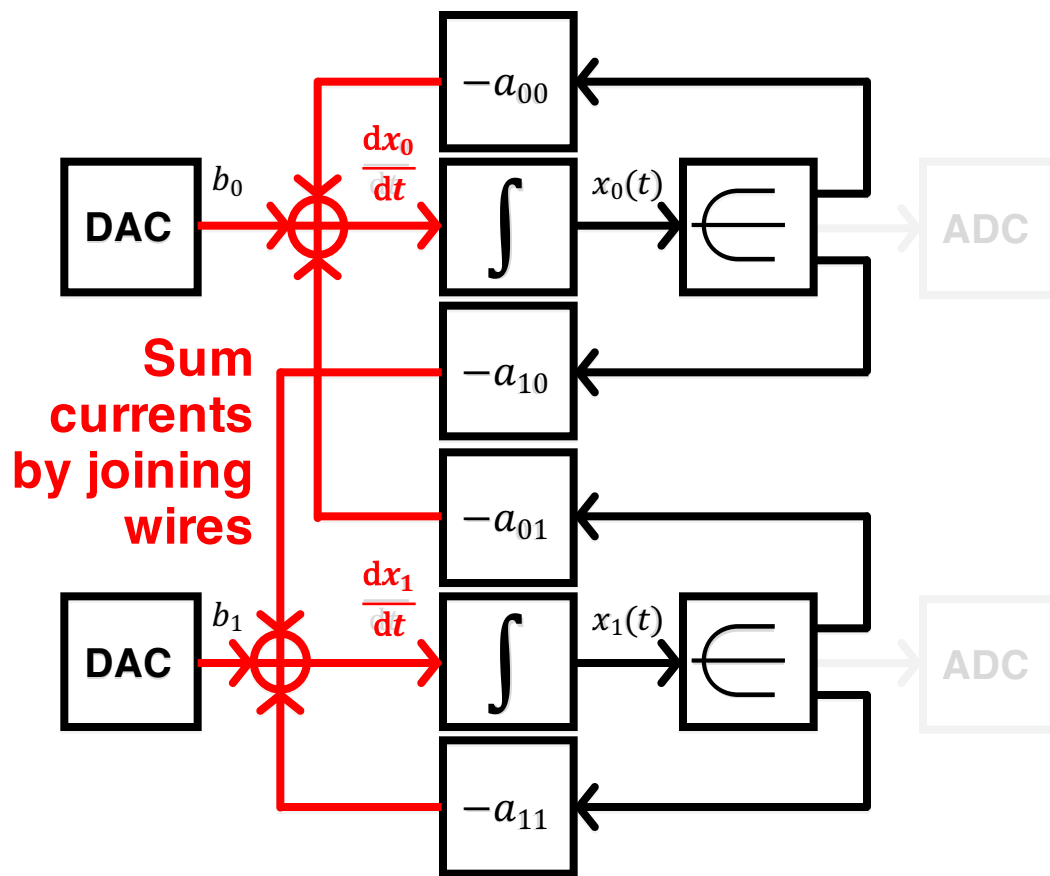 −a₀₀
b₀
dx₀
dt
x₀(t)
DAC
∫
ADC
Sum
currents
by joining
wires
−a₁₀
−a₀₁
b₁
dx₁
dt
x₁(t)
DAC
∫
ADC
−a₁₁